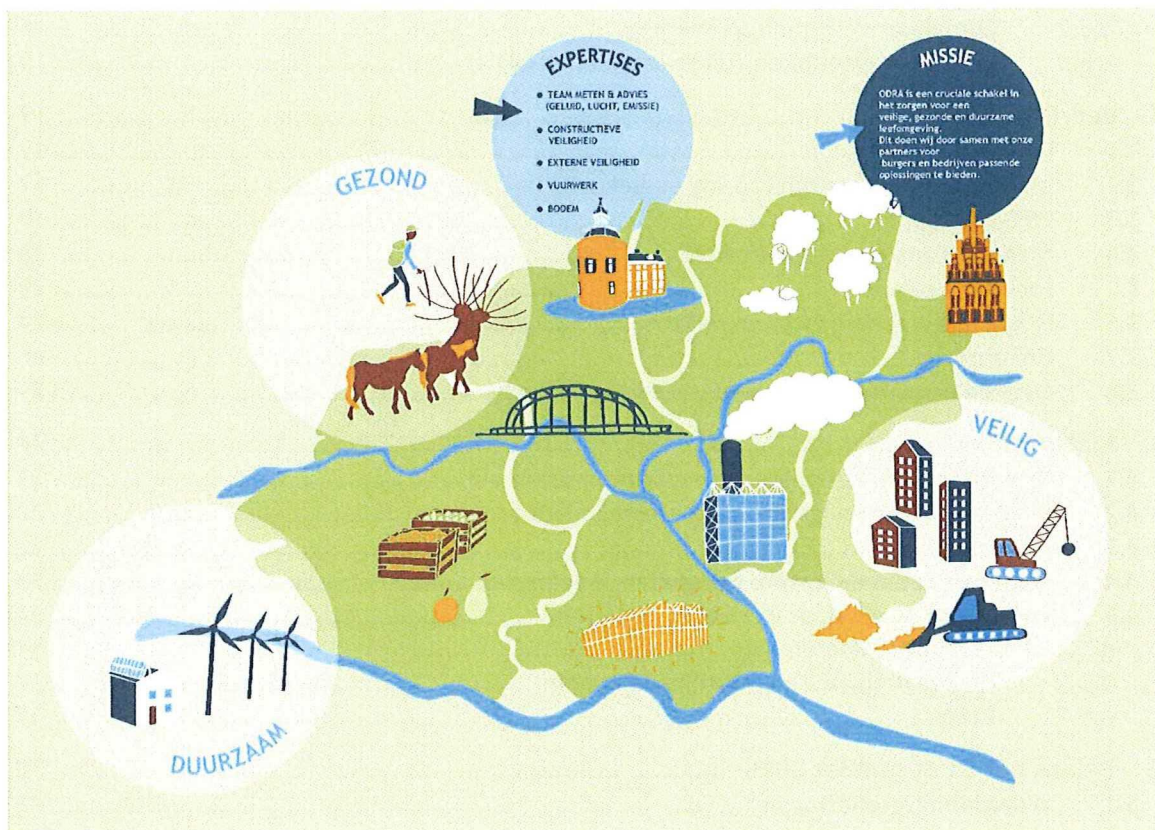 EXPERTISES
• TEAM METEN & ADVIES
(GELUID, LUCHT, EMISSIE)
• CONSTRUCTIEVE
VEILIGHEID
• EXTERNE VEILIGHEID
• VUURWERK
• BODEM
MISSIE
ODRA is een cruciale schakel in
het zorgen voor een
veilige, gezonde en duurzame
leefomgeving.
Dit doen wij door samen met onze
partners voor
burgers en bedrijven passende
oplossingen te bieden.
GEZOND
VEILIG
DUURZAAM